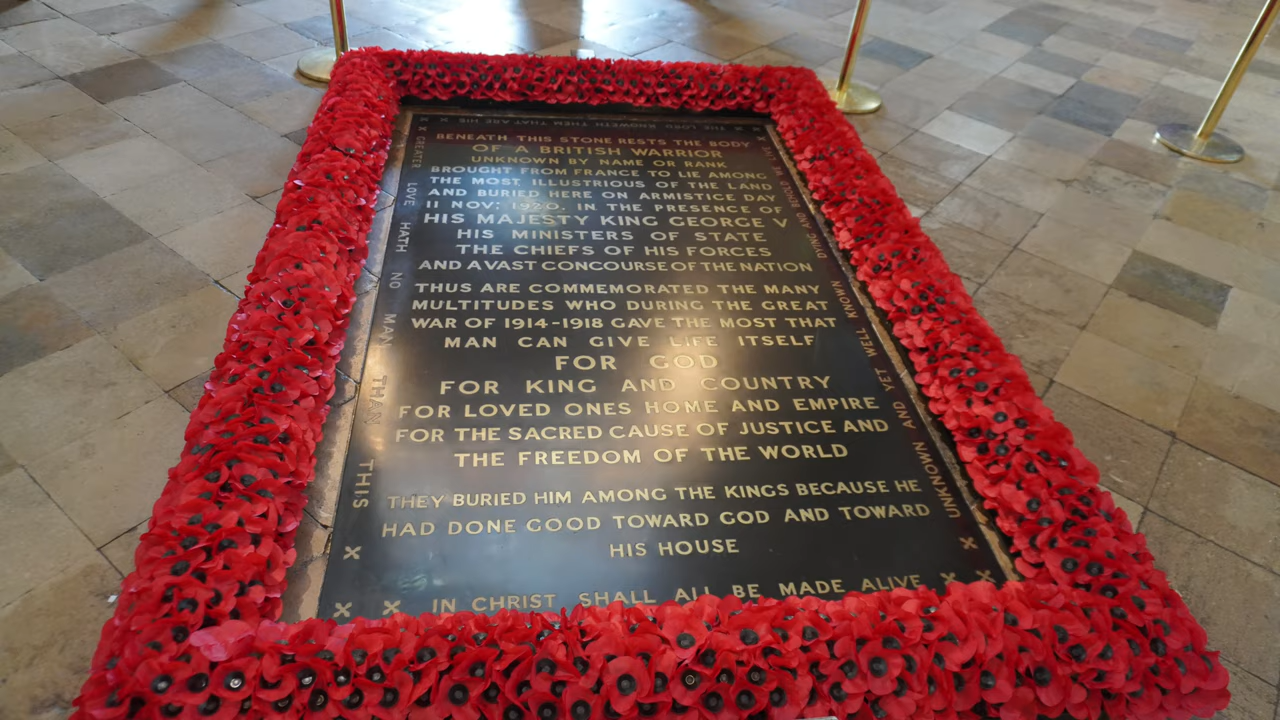 THE LORD KNOWETH THEM THAT ARE HIS
BENEATH THIS STONE RESTS THE BODY
OF A BRITISH WARRIOR
UNKNOWN BY NAME OR RANK
BROUGHT FROM FRANCE TO LIE AMONG
THE MOST ILLUSTRIOUS OF THE LAND
AND BURIED HERE ON ARMISTICE DAY
11 NOV: 1920, IN THE PRESENCE OF
HIS MAJESTY KING GEORGE V
HIS MINISTERS OF STATE
THE CHIEFS OF HIS FORCES
AND A VAST CONCOURSE OF THE NATION
THUS ARE COMMEMORATED THE MANY
MULTITUDES WHO DURING THE GREAT
WAR OF 1914-1918 GAVE THE MOST THAT
MAN CAN GIVE LIFE ITSELF
FOR GOD
FOR KING AND COUNTRY
FOR LOVED ONES HOME AND EMPIRE
FOR THE SACRED CAUSE OF JUSTICE AND
THE FREEDOM OF THE WORLD
THEY BURIED HIM AMONG THE KINGS BECAUSE HE
HAD DONE GOOD TOWARD GOD AND TOWARD
HIS HOUSE
GREATER LOVE HATH NO MAN THAN THIS
UNKNOWN AND YET WELL KNOWN DYING AND BEHOLD WE LIVE
IN CHRIST SHALL ALL BE MADE ALIVE